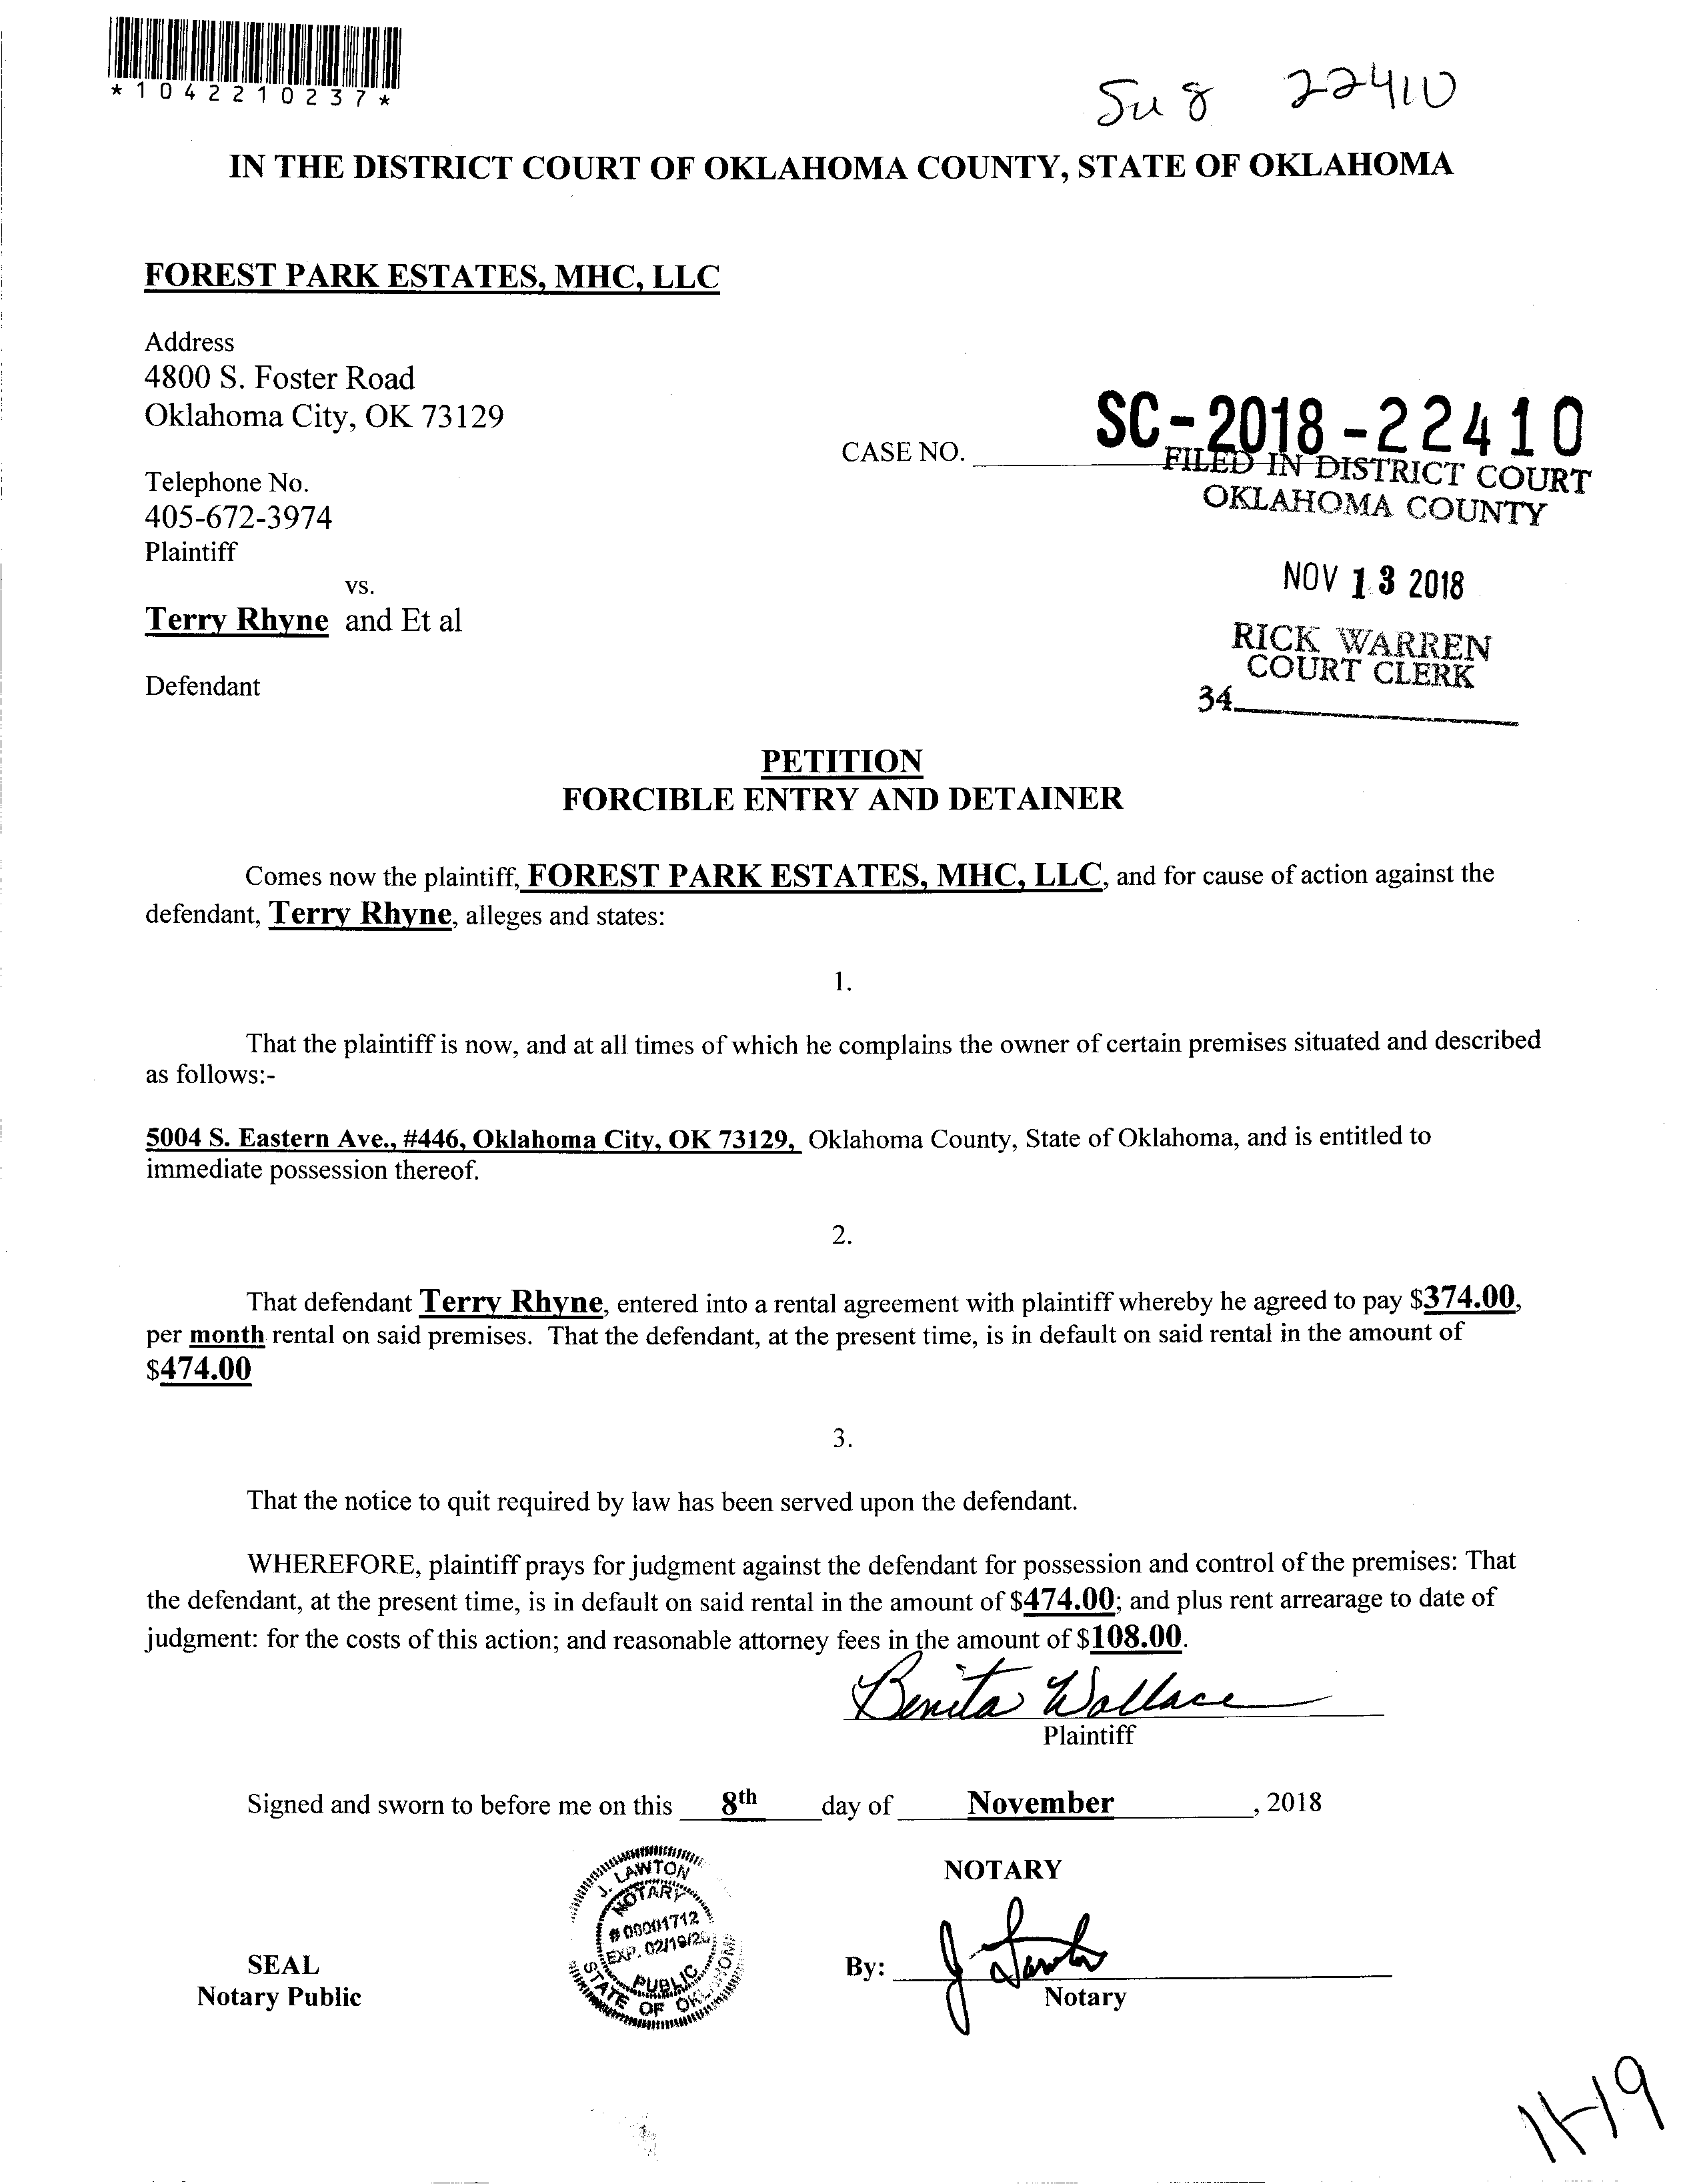 *1042210237*
22410
IN THE DISTRICT COURT OF OKLAHOMA COUNTY, STATE OF OKLAHOMA
FOREST PARK ESTATES, MHC, LLC
Address
4800 S. Foster Road
Oklahoma City, OK 73129
CASE NO.
SC-2018-22410
FILED IN DISTRICT COURT
OKLAHOMA COUNTY
Telephone No.
405-672-3974
Plaintiff
vs.
NOV 13 2018
Terry Rhyne and Et al
RICK WARREN
COURT CLERK
Defendant
34
PETITION
FORCIBLE ENTRY AND DETAINER
Comes now the plaintiff, FOREST PARK ESTATES, MHC, LLC, and for cause of action against the
defendant, Terry Rhyne, alleges and states:
1.
That the plaintiff is now, and at all times of which he complains the owner of certain premises situated and described
as follows:-
5004 S. Eastern Ave., #446, Oklahoma City, OK 73129, Oklahoma County, State of Oklahoma, and is entitled to
immediate possession thereof.
2.
That defendant Terry Rhyne, entered into a rental agreement with plaintiff whereby he agreed to pay $374.00,
per month rental on said premises. That the defendant, at the present time, is in default on said rental in the amount of
$474.00
3.
That the notice to quit required by law has been served upon the defendant.
WHEREFORE, plaintiff prays for judgment against the defendant for possession and control of the premises: That
the defendant, at the present time, is in default on said rental in the amount of $474.00; and plus rent arrearage to date of
judgment: for the costs of this action; and reasonable attorney fees in the amount of $108.00.
Benita Wallace
Plaintiff
Signed and sworn to before me on this 8th day of November, 2018
J. LAWTON
NOTARY
# 00001712
EXP. 02/19/20
PUBLIC
STATE OF OKLAHOMA
NOTARY
SEAL
Notary Public
By: J Lawton
Notary
11-19